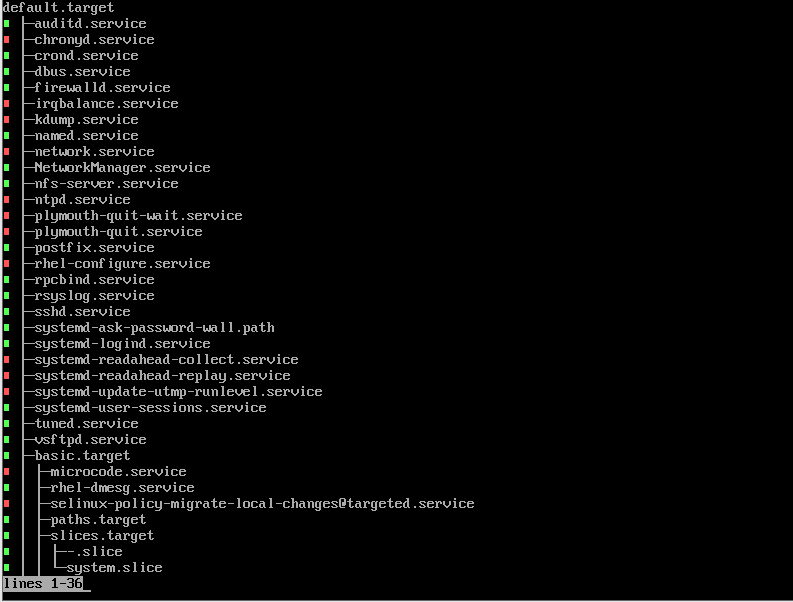 default.target
├─auditd.service
├─chronyd.service
├─crond.service
├─dbus.service
├─firewalld.service
├─irqbalance.service
├─kdump.service
├─named.service
├─network.service
├─NetworkManager.service
├─nfs-server.service
├─ntpd.service
├─plymouth-quit-wait.service
├─plymouth-quit.service
├─postfix.service
├─rhel-configure.service
├─rpcbind.service
├─rsyslog.service
├─sshd.service
├─systemd-ask-password-wall.path
├─systemd-logind.service
├─systemd-readahead-collect.service
├─systemd-readahead-replay.service
├─systemd-update-utmp-runlevel.service
├─systemd-user-sessions.service
├─tuned.service
├─vsftpd.service
├─basic.target
│ ├─microcode.service
│ ├─rhel-dmesg.service
│ ├─selinux-policy-migrate-local-changes@targeted.service
│ ├─paths.target
│ ├─slices.target
│ │ ├─-.slice
│ │ └─system.slice
lines 1-36